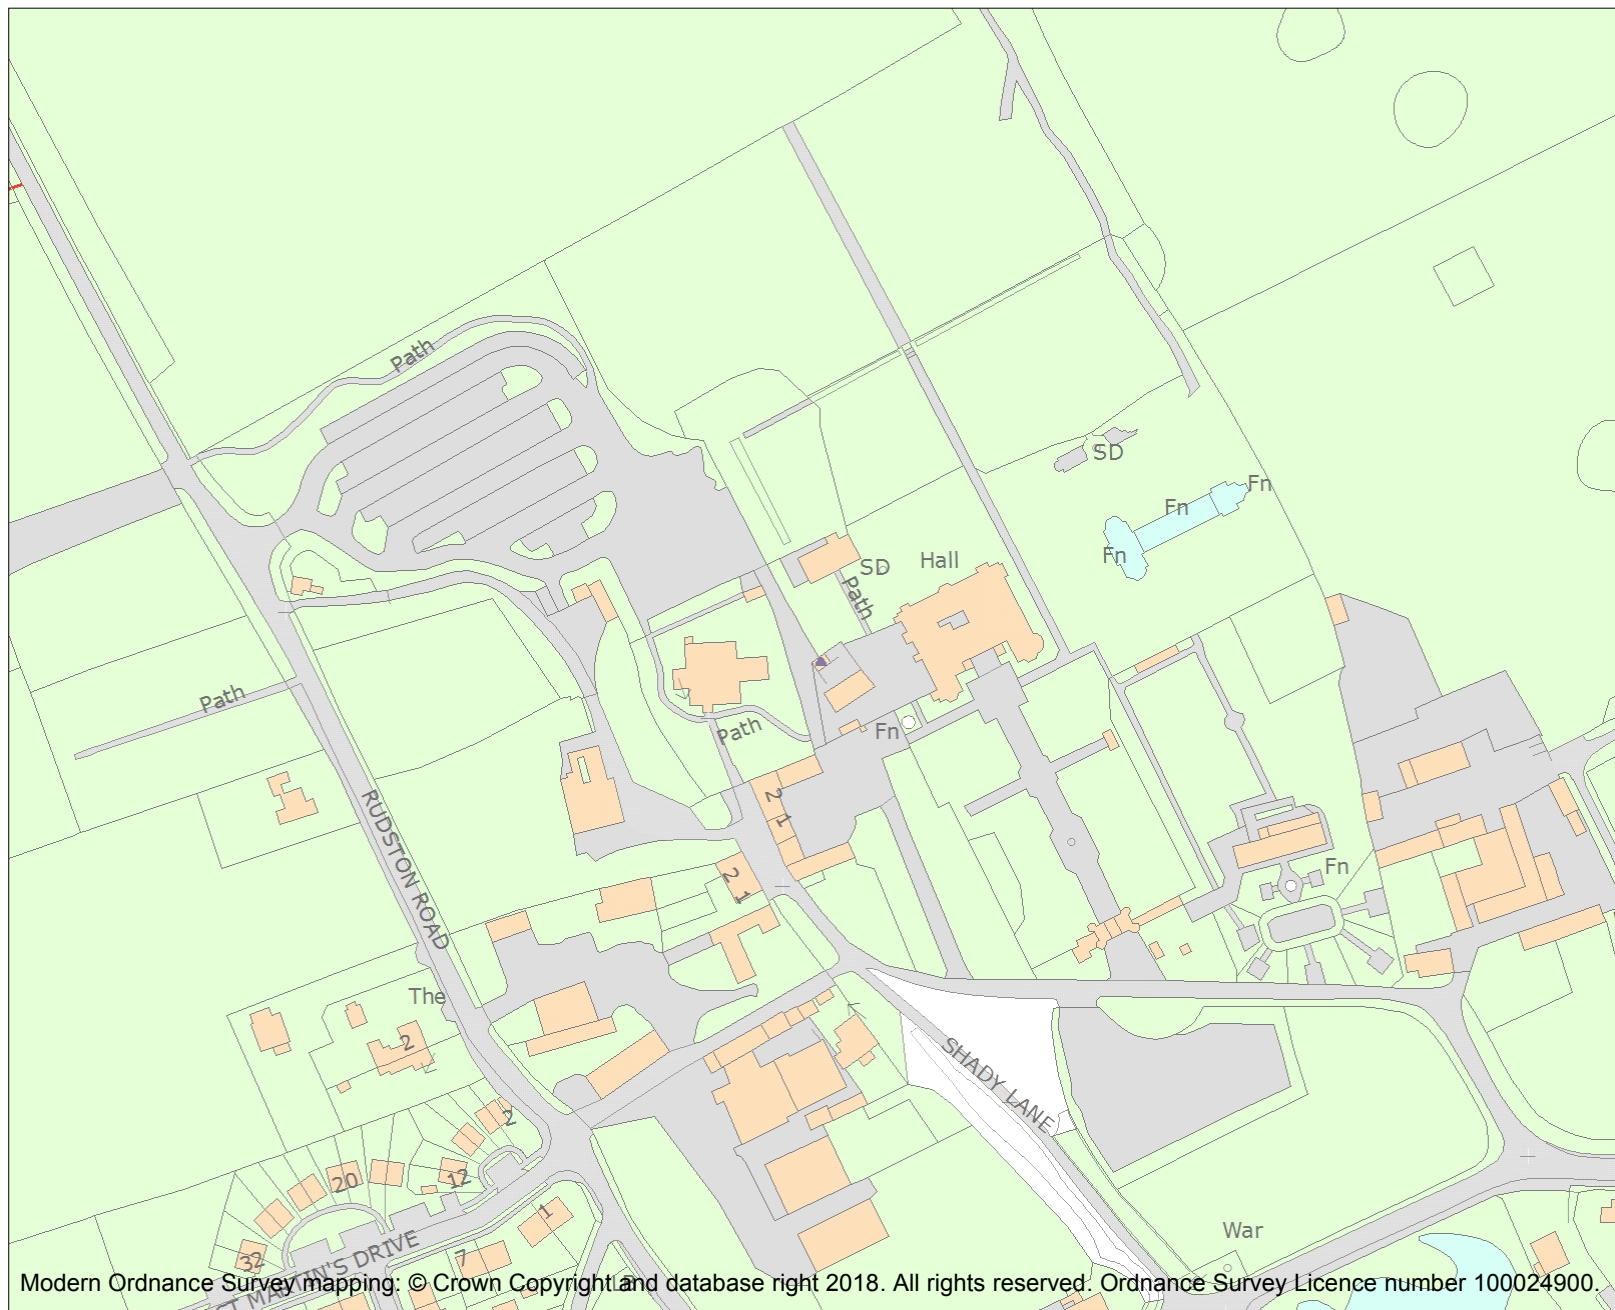 Path
SD
Fn
Fn
Fn
SD
Hall
Path
Path
Path
Fn
2
1
RUDSTON ROAD
2
1
Fn
The
2
SHADY LANE
2
20
12
1
War
32
7
MARTIN'S DRIVE
Modern Ordnance Survey mapping: © Crown Copyright and database right 2018. All rights reserved. Ordnance Survey Licence number 100024900.